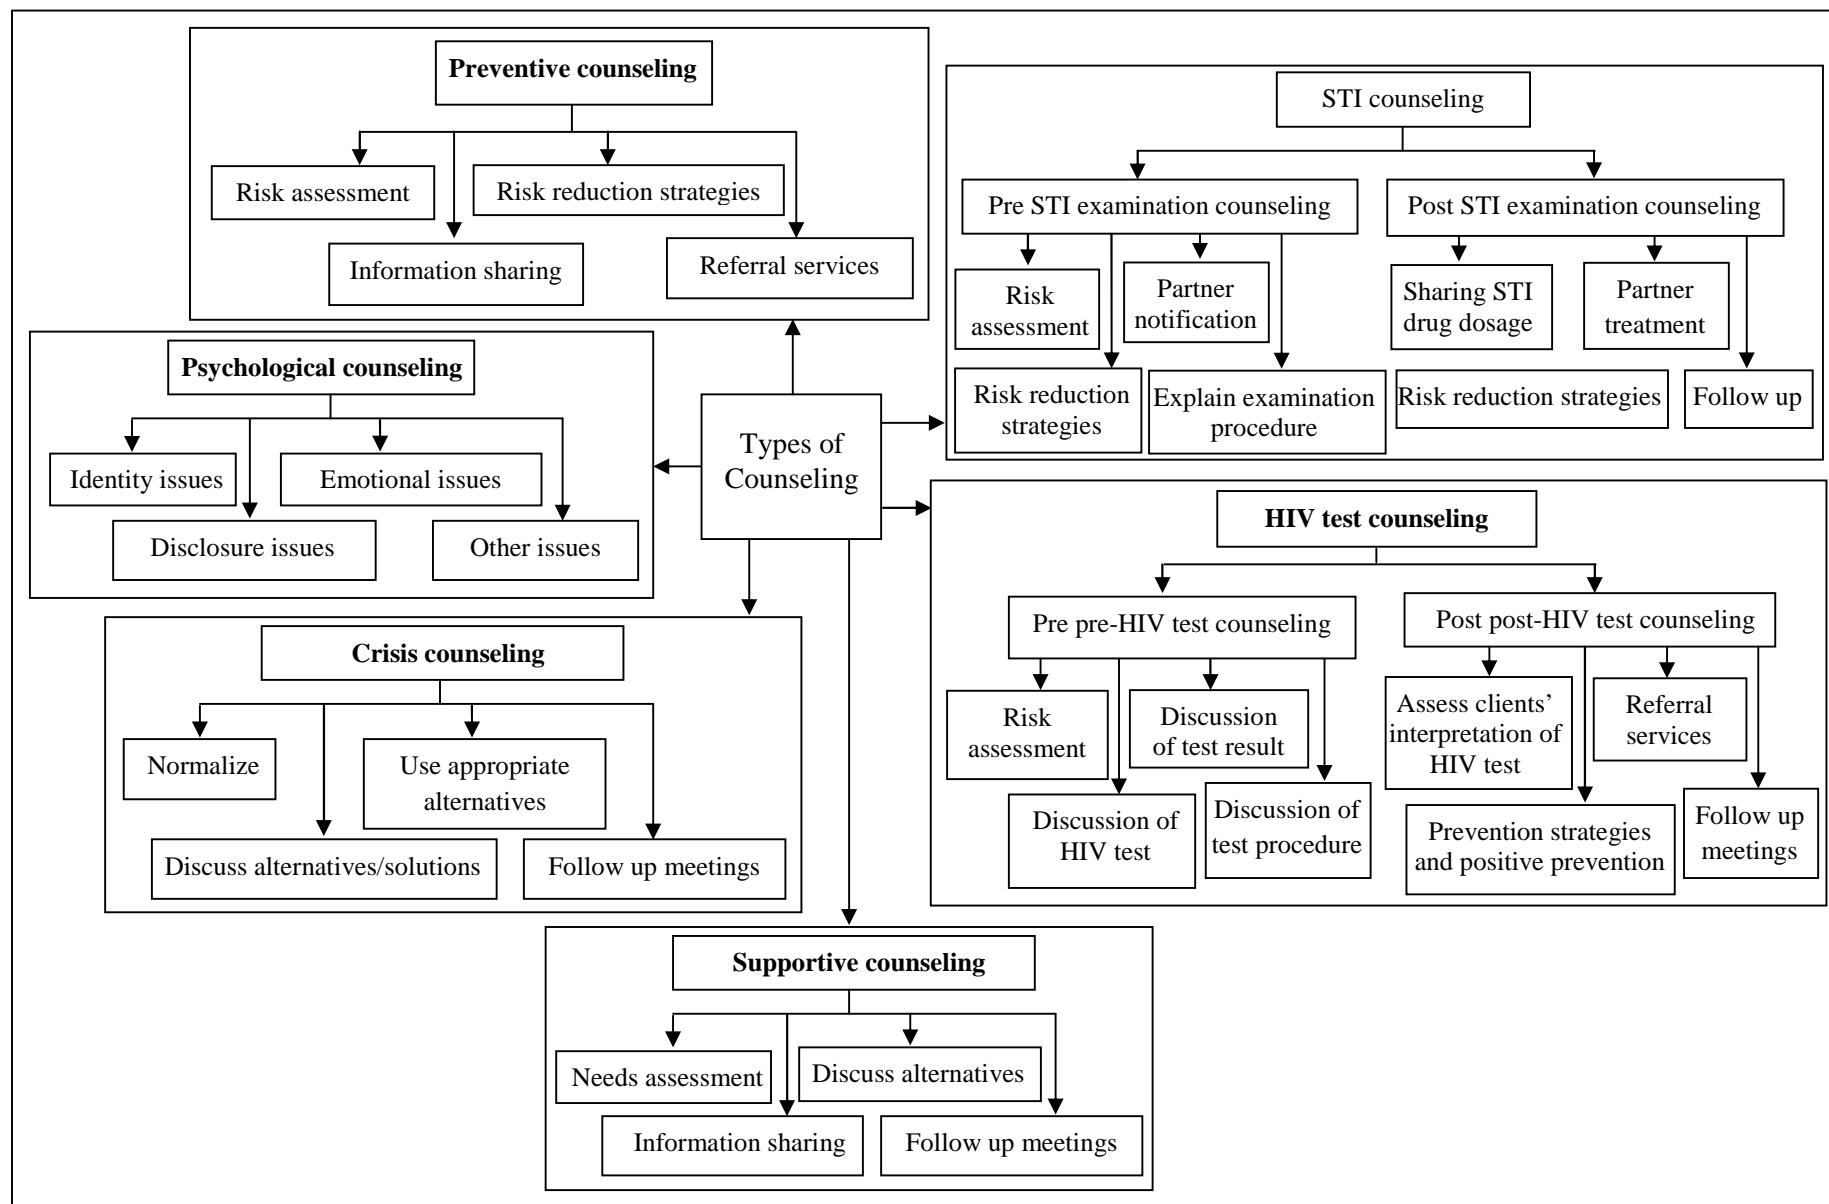 Preventive counseling
Risk assessment
Risk reduction strategies
Information sharing
Referral services
STI counseling
Pre STI examination counseling
Post STI examination counseling
Risk
assessment
Partner
notification
Sharing STI
drug dosage
Partner
treatment
Risk reduction
strategies
Explain examination
procedure
Risk reduction strategies
Follow up
Psychological counseling
Identity issues
Emotional issues
Disclosure issues
Other issues
Types of
Counseling
HIV test counseling
Pre pre-HIV test counseling
Post post-HIV test counseling
Risk
assessment
Discussion
of test result
Assess clients’
interpretation of
HIV test
Referral
services
Discussion of
HIV test
Discussion of
test procedure
Prevention strategies
and positive prevention
Follow up
meetings
Crisis counseling
Normalize
Use appropriate
alternatives
Discuss alternatives/solutions
Follow up meetings
Supportive counseling
Needs assessment
Discuss alternatives
Information sharing
Follow up meetings